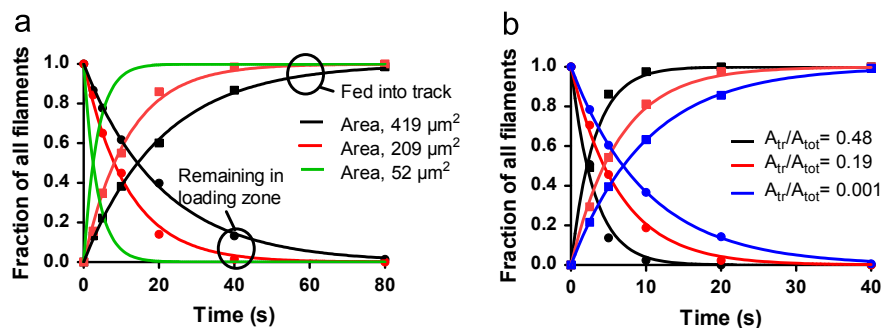 a
Fraction of all filaments
1.0
0.8
0.6
0.4
0.2
0.0
0 20 40 60 80
Time (s)
Fed into track
Area, 419 μm²
Area, 209 μm²
Area, 52 μm²
Remaining in
loading zone
b
Fraction of all filaments
1.0
0.8
0.6
0.4
0.2
0.0
0 10 20 30 40
Time (s)
Atr/Atot= 0.48
Atr/Atot= 0.19
Atr/Atot= 0.001